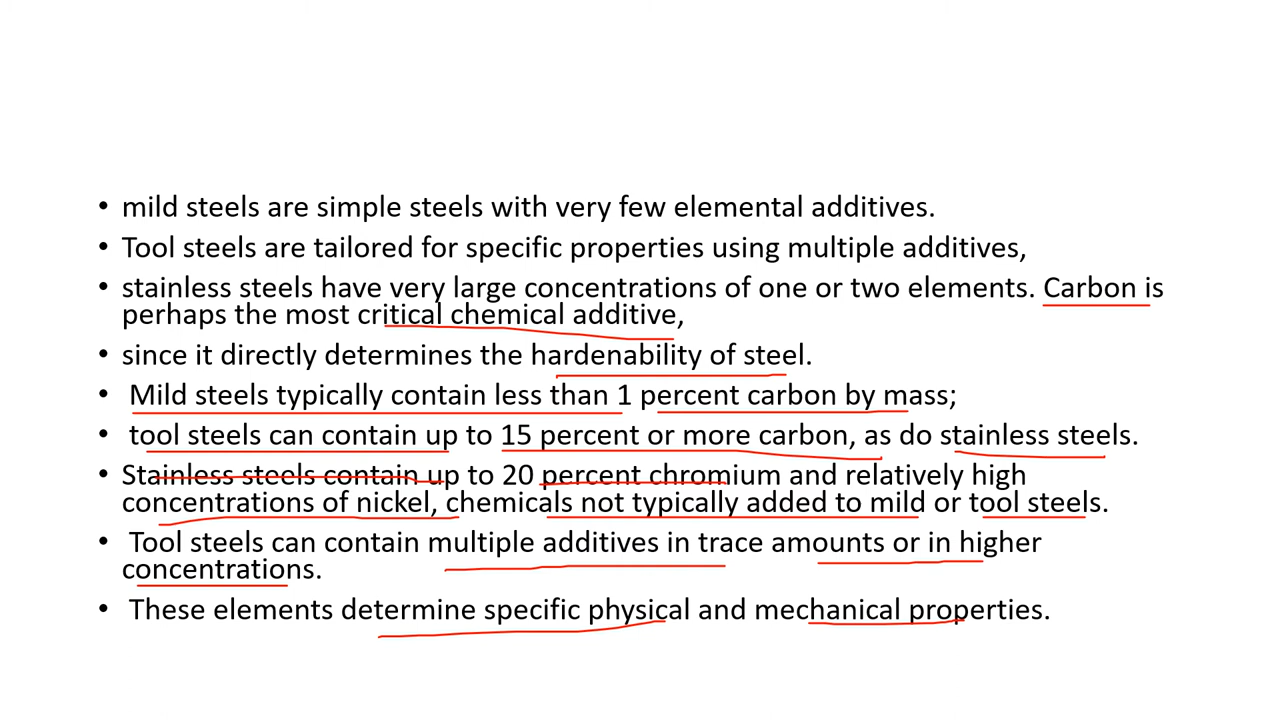 • mild steels are simple steels with very few elemental additives.
• Tool steels are tailored for specific properties using multiple additives,
• stainless steels have very large concentrations of one or two elements. Carbon is
perhaps the most critical chemical additive,
• since it directly determines the hardenability of steel.
• Mild steels typically contain less than 1 percent carbon by mass;
• tool steels can contain up to 15 percent or more carbon, as do stainless steels.
• Stainless steels contain up to 20 percent chromium and relatively high
concentrations of nickel, chemicals not typically added to mild or tool steels.
• Tool steels can contain multiple additives in trace amounts or in higher
concentrations.
• These elements determine specific physical and mechanical properties.